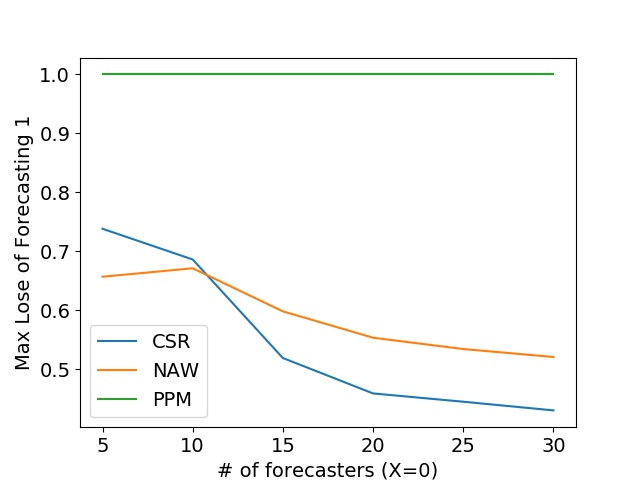 1.0
0.9
0.8
0.7
0.6
0.5
Max Lose of Forecasting 1
CSR
NAW
PPM
5 10 15 20 25 30
# of forecasters (X=0)